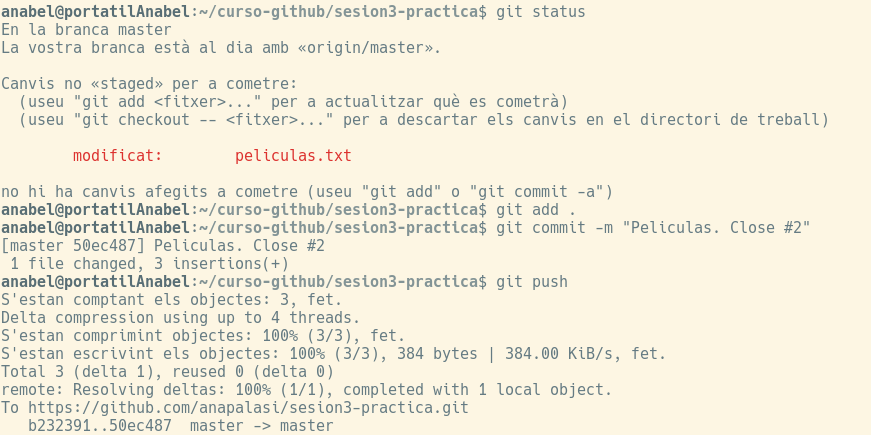 anabel@portatilAnabel:~/curso-github/sesion3-practica$ git status
En la branca master
La vostra branca està al dia amb «origin/master».
Canvis no «staged» per a cometre:
  (useu "git add <fitxer>..." per a actualitzar què es cometrà)
  (useu "git checkout -- <fitxer>..." per a descartar els canvis en el directori de treball)
        modificat:        peliculas.txt
no hi ha canvis afegits a cometre (useu "git add" o "git commit -a")
anabel@portatilAnabel:~/curso-github/sesion3-practica$ git add .
anabel@portatilAnabel:~/curso-github/sesion3-practica$ git commit -m "Peliculas. Close #2"
[master 50ec487] Peliculas. Close #2
 1 file changed, 3 insertions(+)
anabel@portatilAnabel:~/curso-github/sesion3-practica$ git push
S'estan comptant els objectes: 3, fet.
Delta compression using up to 4 threads.
S'estan comprimint objectes: 100% (3/3), fet.
S'estan escrivint els objectes: 100% (3/3), 384 bytes | 384.00 KiB/s, fet.
Total 3 (delta 1), reused 0 (delta 0)
remote: Resolving deltas: 100% (1/1), completed with 1 local object.
To https://github.com/anapalasi/sesion3-practica.git
   b232391..50ec487  master -> master